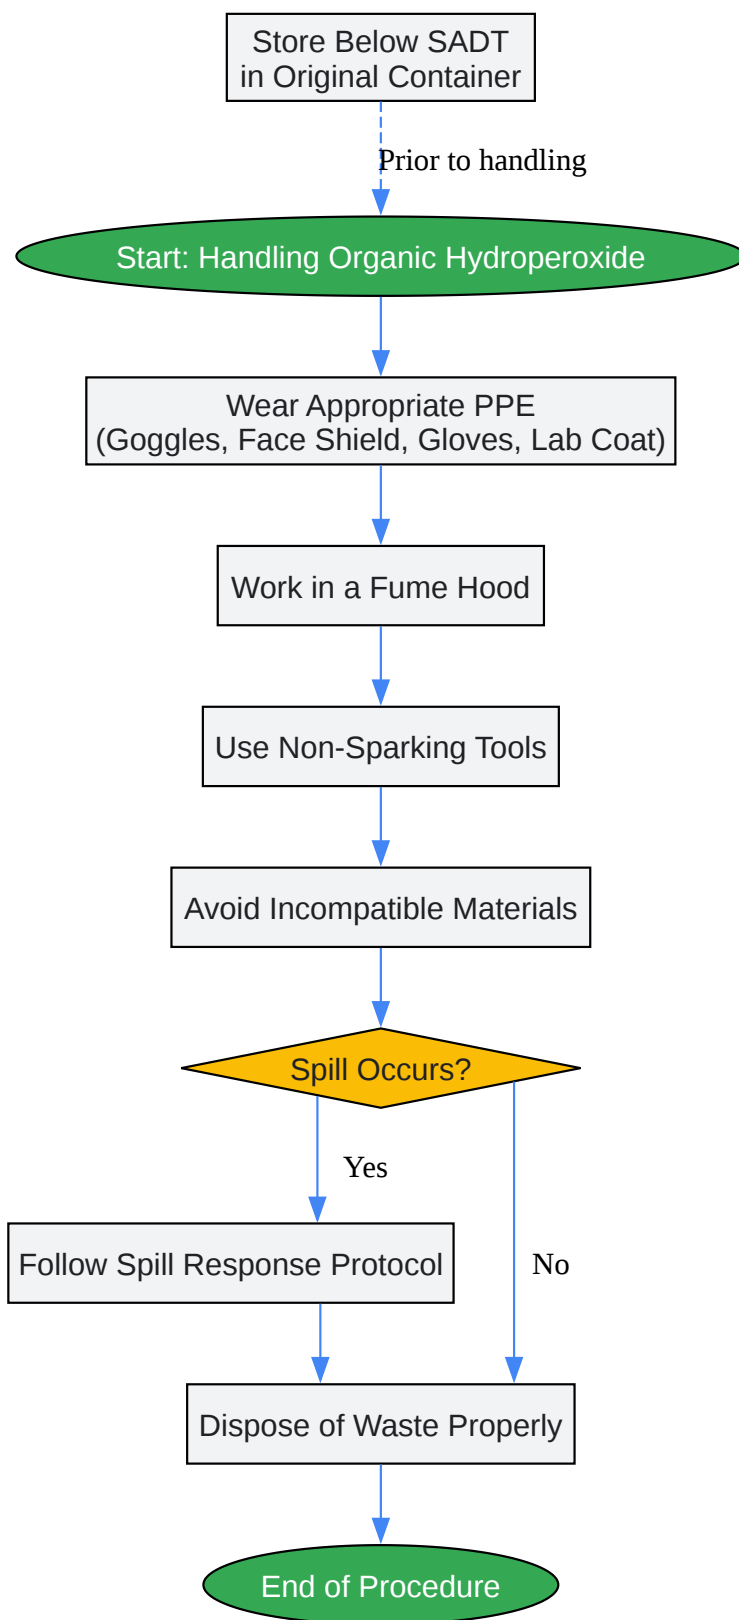 Store Below SADT
in Original Container
Prior to handling
Start: Handling Organic Hydroperoxide
Wear Appropriate PPE
(Goggles, Face Shield, Gloves, Lab Coat)
Work in a Fume Hood
Use Non-Sparking Tools
Avoid Incompatible Materials
Spill Occurs?
Yes
Follow Spill Response Protocol
No
Dispose of Waste Properly
End of Procedure